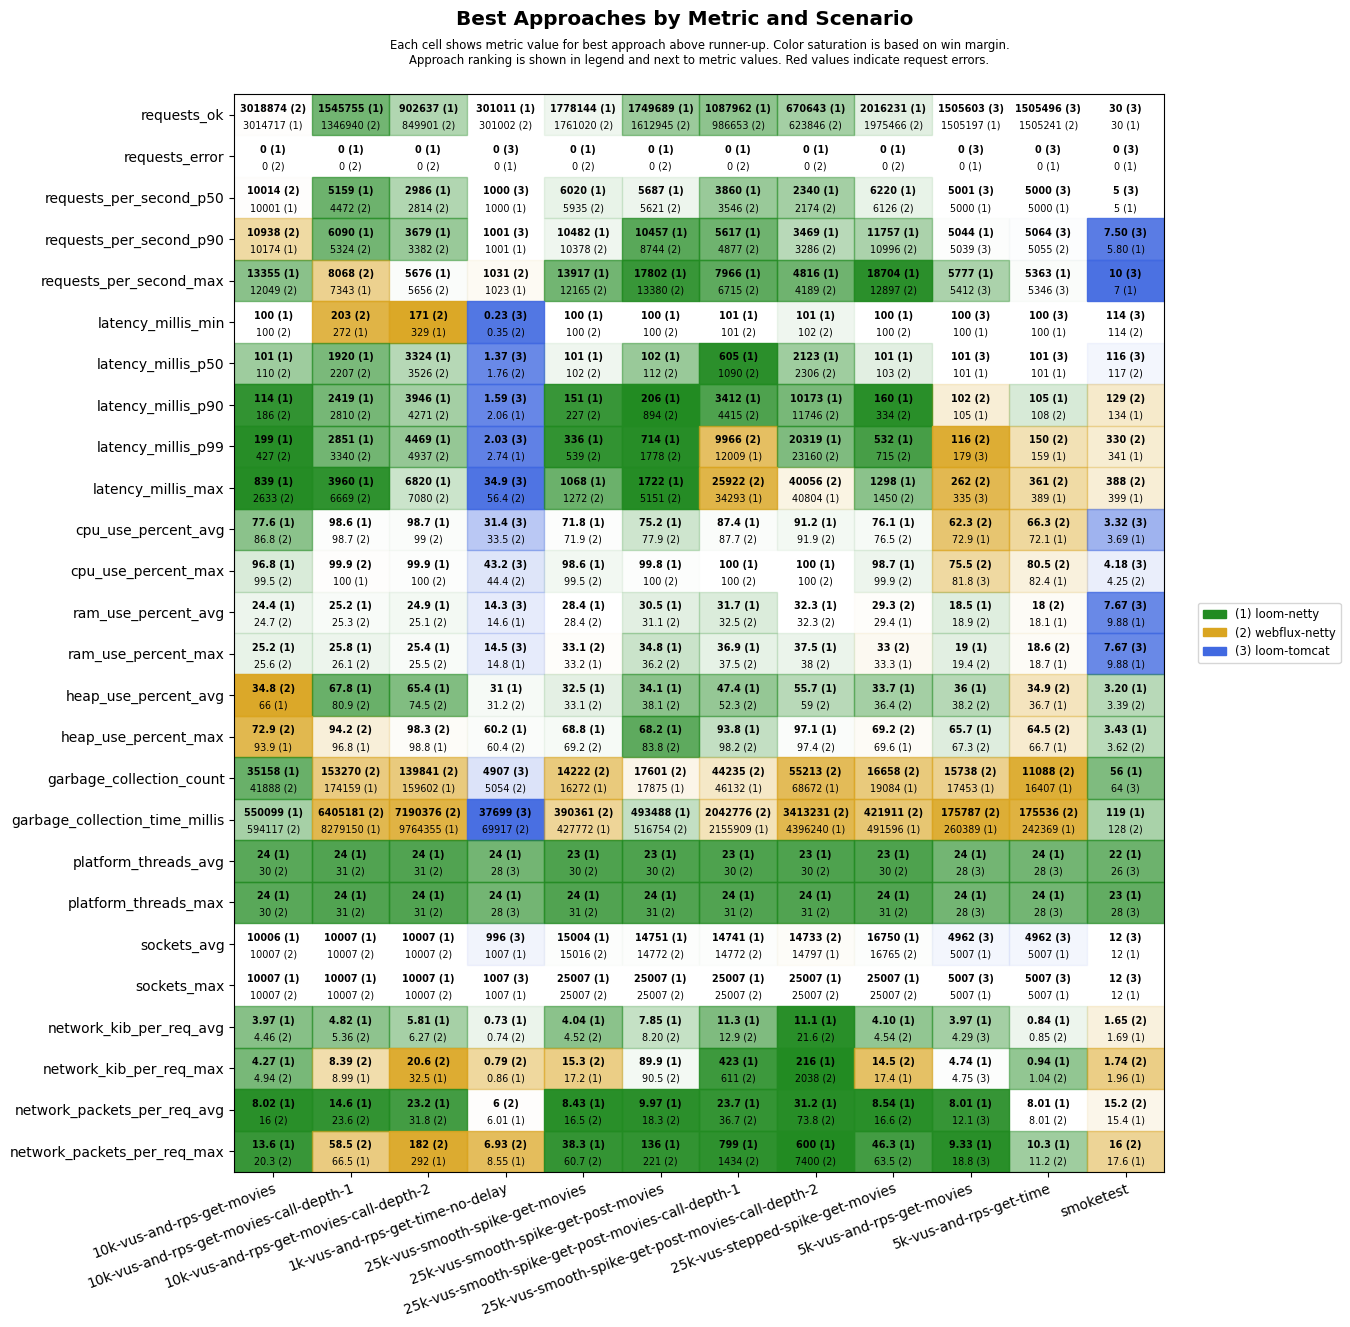 Best Approaches by Metric and Scenario
Each cell shows metric value for best approach above runner-up. Color saturation is based on win margin.
Approach ranking is shown in legend and next to metric values. Red values indicate request errors.
requests_ok
3018874 (2) 1545755 (1) 902637 (1) 301011 (1) 1778144 (1) 1749689 (1) 1087962 (1) 670643 (1) 2016231 (1) 1505603 (3) 1505496 (3) 30 (3)
3014717 (1) 1346940 (2) 849901 (2) 301002 (2) 1761020 (2) 1612945 (2) 986653 (2) 623846 (2) 1975466 (2) 1505197 (1) 1505241 (2) 30 (1)
requests_error
0 (1) 0 (1) 0 (1) 0 (3) 0 (1) 0 (1) 0 (1) 0 (1) 0 (1) 0 (3) 0 (3) 0 (3)
0 (2) 0 (2) 0 (2) 0 (1) 0 (2) 0 (2) 0 (2) 0 (2) 0 (2) 0 (1) 0 (1) 0 (1)
requests_per_second_p50
10014 (2) 5159 (1) 2986 (1) 1000 (3) 6020 (1) 5687 (1) 3860 (1) 2340 (1) 6220 (1) 5001 (3) 5000 (3) 5 (3)
10001 (1) 4472 (2) 2814 (2) 1000 (1) 5935 (2) 5621 (2) 3546 (2) 2174 (2) 6126 (2) 5000 (1) 5000 (1) 5 (1)
requests_per_second_p90
10938 (2) 6090 (1) 3679 (1) 1001 (3) 10482 (1) 10457 (1) 5617 (1) 3469 (1) 11757 (1) 5044 (1) 5064 (3) 7.50 (3)
10174 (1) 5324 (2) 3382 (2) 1001 (1) 10378 (2) 8744 (2) 4877 (2) 3286 (2) 10996 (2) 5039 (3) 5055 (2) 5.80 (1)
requests_per_second_max
13355 (1) 8068 (2) 5676 (1) 1031 (2) 13917 (1) 17802 (1) 7966 (1) 4816 (1) 18704 (1) 5777 (1) 5363 (1) 10 (3)
12049 (2) 7343 (1) 5656 (2) 1023 (1) 12165 (2) 13380 (2) 6715 (2) 4189 (2) 12897 (2) 5412 (3) 5346 (3) 7 (1)
latency_millis_min
100 (1) 203 (2) 171 (2) 0.23 (3) 100 (1) 100 (1) 101 (1) 101 (1) 100 (1) 100 (3) 100 (3) 114 (3)
100 (2) 272 (1) 329 (1) 0.35 (2) 100 (2) 100 (2) 101 (2) 102 (2) 100 (2) 100 (1) 100 (1) 114 (2)
latency_millis_p50
101 (1) 1920 (1) 3324 (1) 1.37 (3) 101 (1) 102 (1) 605 (1) 2123 (1) 101 (1) 101 (3) 101 (3) 116 (3)
110 (2) 2207 (2) 3526 (2) 1.76 (2) 102 (2) 112 (2) 1090 (2) 2306 (2) 103 (2) 101 (1) 101 (1) 117 (2)
latency_millis_p90
114 (1) 2419 (1) 3946 (1) 1.59 (3) 151 (1) 206 (1) 3412 (1) 10173 (1) 160 (1) 102 (2) 105 (1) 129 (2)
186 (2) 2810 (2) 4271 (2) 2.06 (1) 227 (2) 894 (2) 4415 (2) 11746 (2) 334 (2) 105 (1) 108 (2) 134 (1)
latency_millis_p99
199 (1) 2851 (1) 4469 (1) 2.03 (3) 336 (1) 714 (1) 9966 (2) 20319 (1) 532 (1) 116 (2) 150 (2) 330 (2)
427 (2) 3340 (2) 4937 (2) 2.74 (1) 539 (2) 1778 (2) 12009 (1) 23160 (2) 715 (2) 179 (3) 159 (1) 341 (1)
latency_millis_max
839 (1) 3960 (1) 6820 (1) 34.9 (3) 1068 (1) 1722 (1) 25922 (2) 40056 (2) 1298 (1) 262 (2) 361 (2) 388 (2)
2633 (2) 6669 (2) 7080 (2) 56.4 (2) 1272 (2) 5151 (2) 34293 (1) 40804 (1) 1450 (2) 335 (3) 389 (1) 399 (1)
cpu_use_percent_avg
77.6 (1) 98.6 (1) 98.7 (1) 31.4 (3) 71.8 (1) 75.2 (1) 87.4 (1) 91.2 (1) 76.1 (1) 62.3 (2) 66.3 (2) 3.32 (3)
86.8 (2) 98.7 (2) 99 (2) 33.5 (2) 71.9 (2) 77.9 (2) 87.7 (2) 91.9 (2) 76.5 (2) 72.9 (1) 72.1 (1) 3.69 (1)
cpu_use_percent_max
96.8 (1) 99.9 (2) 99.9 (1) 43.2 (3) 98.6 (1) 99.8 (1) 100 (1) 100 (1) 98.7 (1) 75.5 (2) 80.5 (2) 4.18 (3)
99.5 (2) 100 (1) 100 (2) 44.4 (2) 99.5 (2) 100 (2) 100 (2) 100 (2) 99.9 (2) 81.8 (3) 82.4 (1) 4.25 (2)
ram_use_percent_avg
24.4 (1) 25.2 (1) 24.9 (1) 14.3 (3) 28.4 (1) 30.5 (1) 31.7 (1) 32.3 (1) 29.3 (2) 18.5 (1) 18 (2) 7.67 (3)
24.7 (2) 25.3 (2) 25.1 (2) 14.6 (1) 28.4 (2) 31.1 (2) 32.5 (2) 32.3 (2) 29.4 (1) 18.9 (2) 18.1 (1) 9.88 (1)
ram_use_percent_max
25.2 (1) 25.8 (1) 25.4 (1) 14.5 (3) 33.1 (2) 34.8 (1) 36.9 (1) 37.5 (1) 33 (2) 19 (1) 18.6 (2) 7.67 (3)
25.6 (2) 26.1 (2) 25.5 (2) 14.8 (1) 33.2 (1) 36.2 (2) 37.5 (2) 38 (2) 33.3 (1) 19.4 (2) 18.7 (1) 9.88 (1)
heap_use_percent_avg
34.8 (2) 67.8 (1) 65.4 (1) 31 (1) 32.5 (1) 34.1 (1) 47.4 (1) 55.7 (1) 33.7 (1) 36 (1) 34.9 (2) 3.20 (1)
66 (1) 80.9 (2) 74.5 (2) 31.2 (2) 33.1 (2) 38.1 (2) 52.3 (2) 59 (2) 36.4 (2) 38.2 (2) 36.7 (1) 3.39 (2)
heap_use_percent_max
72.9 (2) 94.2 (2) 98.3 (2) 60.2 (1) 68.8 (1) 68.2 (1) 93.8 (1) 97.1 (1) 69.2 (2) 65.7 (1) 64.5 (2) 3.43 (1)
93.9 (1) 96.8 (1) 98.8 (1) 60.4 (2) 69.2 (2) 83.8 (2) 98.2 (2) 97.4 (2) 69.6 (1) 67.3 (2) 66.7 (1) 3.62 (2)
garbage_collection_count
35158 (1) 153270 (2) 139841 (2) 4907 (3) 14222 (2) 17601 (2) 44235 (2) 55213 (2) 16658 (2) 15738 (2) 11088 (2) 56 (1)
41888 (2) 174159 (1) 159602 (1) 5054 (2) 16272 (1) 17875 (1) 46132 (1) 68672 (1) 19084 (1) 17453 (1) 16407 (1) 64 (3)
garbage_collection_time_millis
550099 (1) 6405181 (2) 7190376 (2) 37699 (3) 390361 (2) 493488 (1) 2042776 (2) 3413231 (2) 421911 (2) 175787 (2) 175536 (2) 119 (1)
594117 (2) 8279150 (1) 9764355 (1) 69917 (2) 427772 (1) 516754 (2) 2155909 (1) 4396240 (1) 491596 (1) 260389 (1) 242369 (1) 128 (2)
platform_threads_avg
24 (1) 24 (1) 24 (1) 24 (1) 23 (1) 23 (1) 23 (1) 23 (1) 23 (1) 24 (1) 24 (1) 22 (1)
30 (2) 31 (2) 31 (2) 28 (3) 30 (2) 30 (2) 30 (2) 30 (2) 30 (2) 28 (3) 28 (3) 26 (3)
platform_threads_max
24 (1) 24 (1) 24 (1) 24 (1) 24 (1) 24 (1) 24 (1) 24 (1) 24 (1) 24 (1) 24 (1) 23 (1)
30 (2) 31 (2) 31 (2) 28 (3) 31 (2) 31 (2) 31 (2) 31 (2) 31 (2) 28 (3) 28 (3) 28 (3)
sockets_avg
10006 (1) 10007 (1) 10007 (1) 996 (3) 15004 (1) 14751 (1) 14741 (1) 14733 (2) 16750 (1) 4962 (3) 4962 (3) 12 (3)
10007 (2) 10007 (2) 10007 (2) 1007 (1) 15016 (2) 14772 (2) 14772 (2) 14797 (1) 16765 (2) 5007 (1) 5007 (1) 12 (1)
sockets_max
10007 (1) 10007 (1) 10007 (1) 1007 (3) 25007 (1) 25007 (1) 25007 (1) 25007 (1) 25007 (1) 5007 (3) 5007 (3) 12 (3)
10007 (2) 10007 (2) 10007 (2) 1007 (1) 25007 (2) 25007 (2) 25007 (2) 25007 (2) 25007 (2) 5007 (1) 5007 (1) 12 (1)
network_kib_per_req_avg
3.97 (1) 4.82 (1) 5.81 (1) 0.73 (1) 4.04 (1) 7.85 (1) 11.3 (1) 11.1 (1) 4.10 (1) 3.97 (1) 0.84 (1) 1.65 (2)
4.46 (2) 5.36 (2) 6.27 (2) 0.74 (2) 4.52 (2) 8.20 (2) 12.9 (2) 21.6 (2) 4.54 (2) 4.29 (3) 0.85 (2) 1.69 (1)
network_kib_per_req_max
4.27 (1) 8.39 (2) 20.6 (2) 0.79 (2) 15.3 (2) 89.9 (1) 423 (1) 216 (1) 14.5 (2) 4.74 (1) 0.94 (1) 1.74 (2)
4.94 (2) 8.99 (1) 32.5 (1) 0.86 (1) 17.2 (1) 90.5 (2) 611 (2) 2038 (2) 17.4 (1) 4.75 (3) 1.04 (2) 1.96 (1)
network_packets_per_req_avg
8.02 (1) 14.6 (1) 23.2 (1) 6 (2) 8.43 (1) 9.97 (1) 23.7 (1) 31.2 (1) 8.54 (1) 8.01 (1) 8.01 (1) 15.2 (2)
16 (2) 23.6 (2) 31.8 (2) 6.01 (1) 16.5 (2) 18.3 (2) 36.7 (2) 73.8 (2) 16.6 (2) 12.1 (3) 8.01 (2) 15.4 (1)
network_packets_per_req_max
13.6 (1) 58.5 (2) 182 (2) 6.93 (2) 38.3 (1) 136 (1) 799 (1) 600 (1) 46.3 (1) 9.33 (1) 10.3 (1) 16 (2)
20.3 (2) 66.5 (1) 292 (1) 8.55 (1) 60.7 (2) 221 (2) 1434 (2) 7400 (2) 63.5 (2) 18.8 (3) 11.2 (2) 17.6 (1)
10k-vus-and-rps-get-movies
10k-vus-and-rps-get-movies-call-depth-1
10k-vus-and-rps-get-movies-call-depth-2
1k-vus-and-rps-get-time-no-delay
25k-vus-smooth-spike-get-movies
25k-vus-smooth-spike-get-post-movies
25k-vus-smooth-spike-get-post-movies-call-depth-1
25k-vus-smooth-spike-get-post-movies-call-depth-2
25k-vus-stepped-spike-get-movies
5k-vus-and-rps-get-movies
5k-vus-and-rps-get-time
smoketest
(1) loom-netty
(2) webflux-netty
(3) loom-tomcat